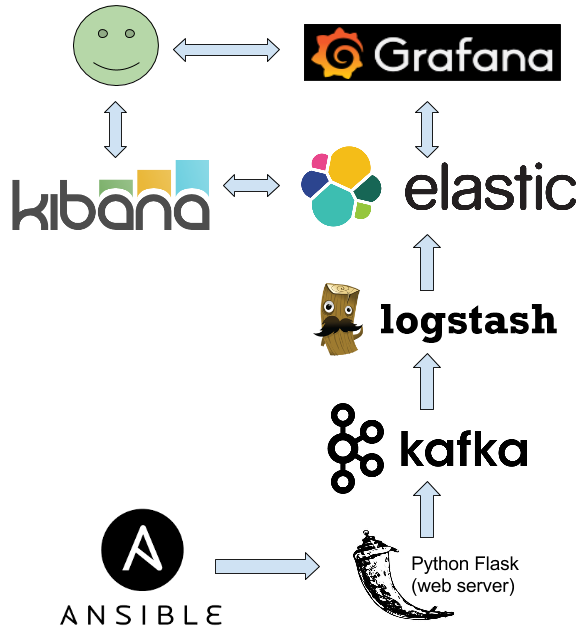 Grafana
kibana
elastic
logstash
kafka
Python Flask
(web server)
ANSIBLE